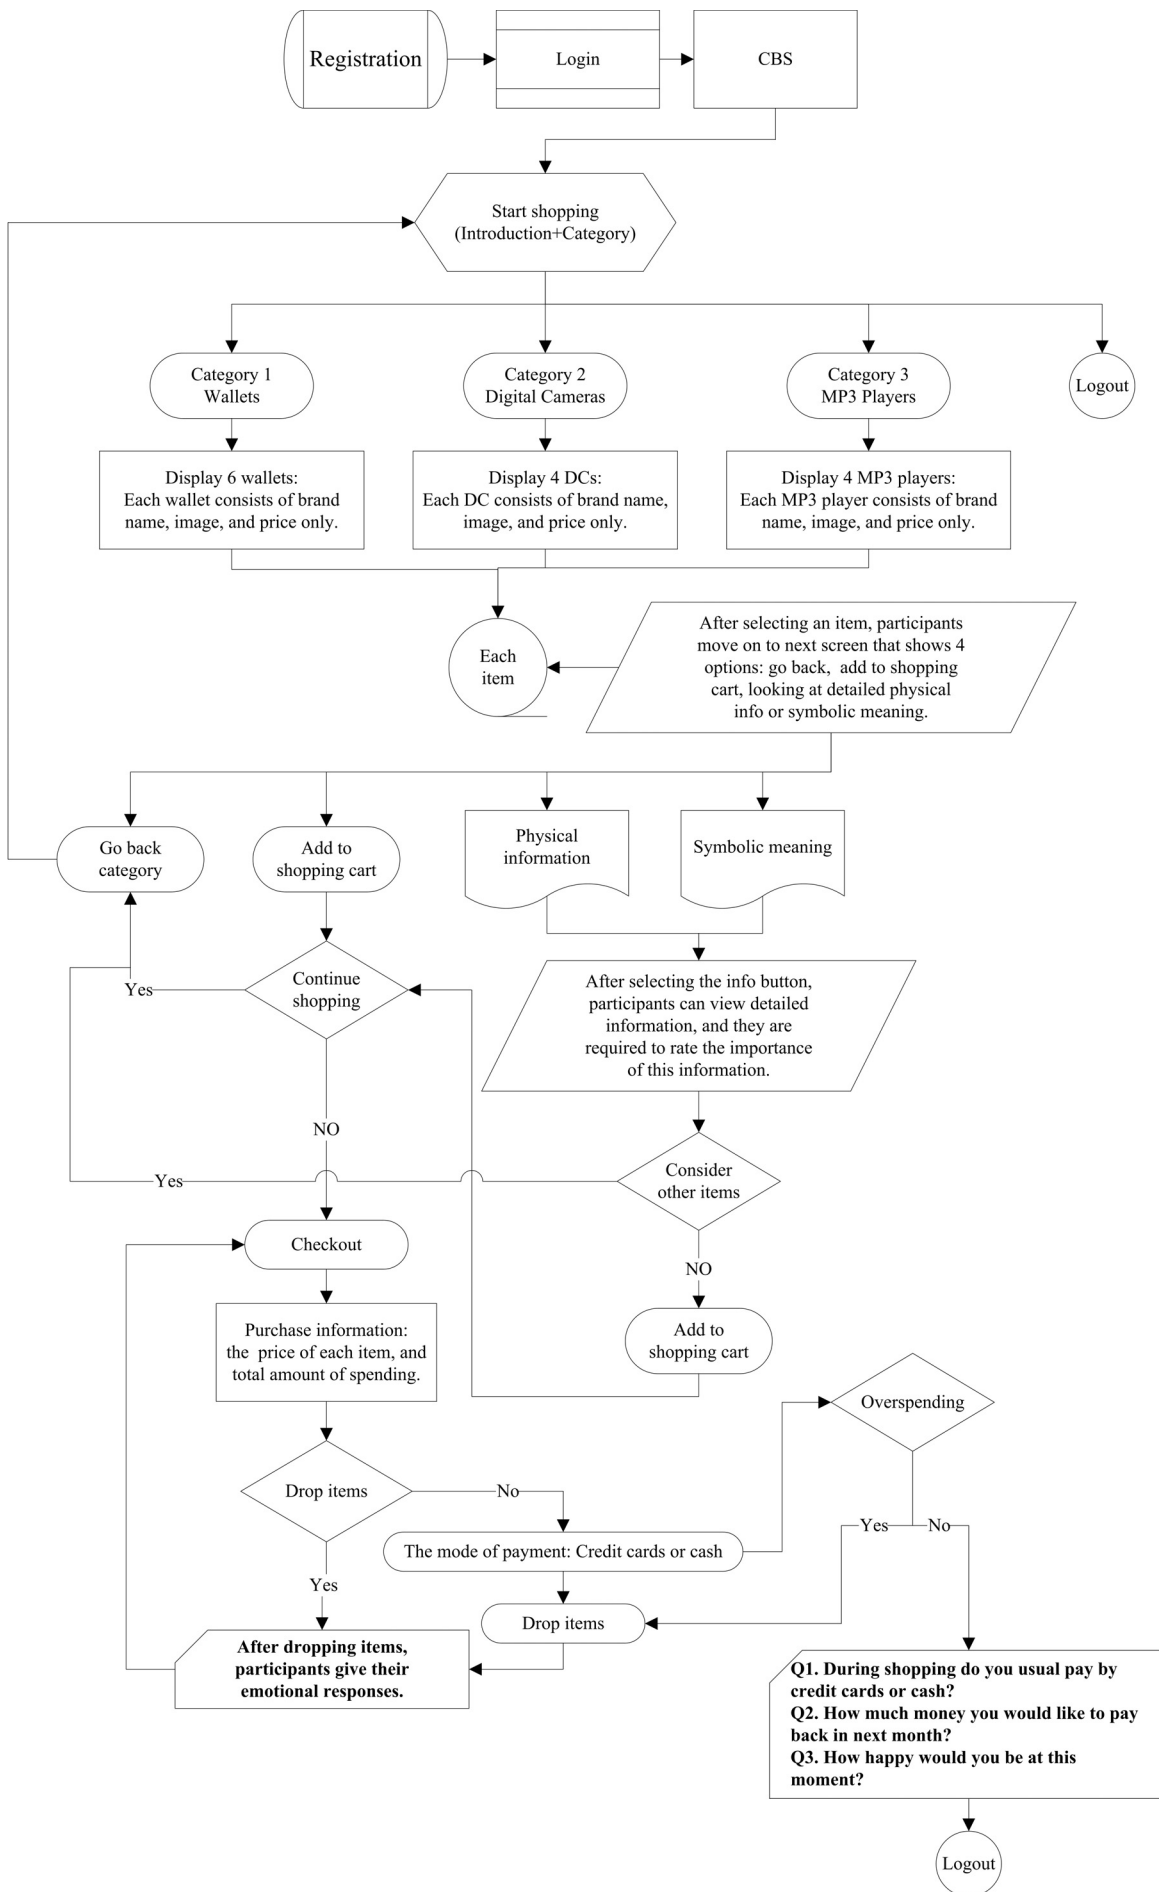 Registration
Login
CBS
Start shopping
(Introduction+Category)
Category 1
Wallets
Category 2
Digital Cameras
Category 3
MP3 Players
Logout
Display 6 wallets:
Each wallet consists of brand
name, image, and price only.
Display 4 DCs:
Each DC consists of brand name,
image, and price only.
Display 4 MP3 players:
Each MP3 player consists of brand
name, image, and price only.
Each
item
After selecting an item, participants
move on to next screen that shows 4
options: go back, add to shopping
cart, looking at detailed physical
info or symbolic meaning.
Go back
category
Add to
shopping cart
Physical
information
Symbolic meaning
Continue
shopping
Yes
After selecting the info button,
participants can view detailed
information, and they are
required to rate the importance
of this information.
NO
Yes
Consider
other items
Checkout
NO
Purchase information:
the price of each item, and
total amount of spending.
Add to
shopping cart
Overspending
Drop items
No
Yes
No
The mode of payment: Credit cards or cash
Yes
Drop items
After dropping items,
participants give their
emotional responses.
Q1. During shopping do you usual pay by
credit cards or cash?
Q2. How much money you would like to pay
back in next month?
Q3. How happy would you be at this
moment?
Logout